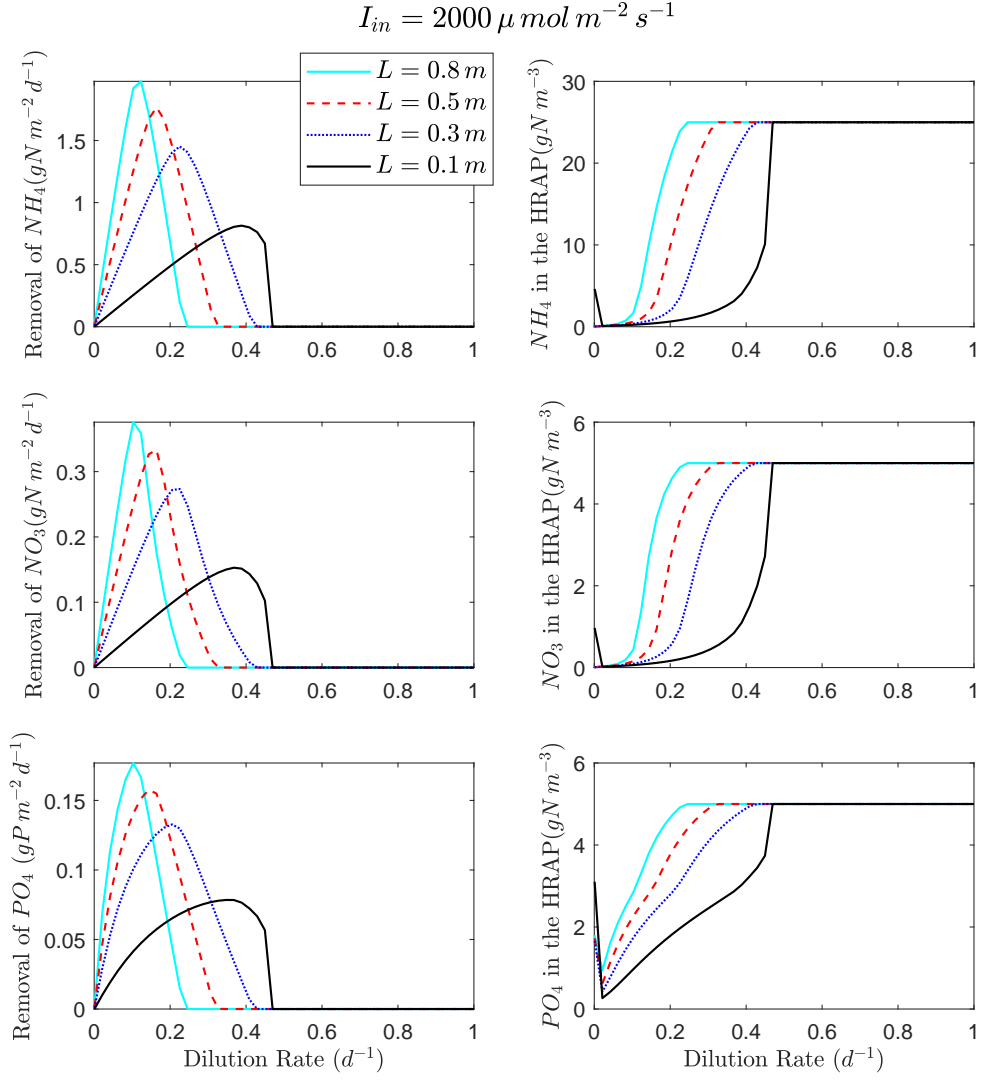 I_{in} = 2000 μ mol m^{−2} s^{−1}
L = 0.8 m
L = 0.5 m
L = 0.3 m
L = 0.1 m
Removal of NH_4(gN m^{−2} d^{−1})
1.5
1
0.5
0
0 0.2 0.4 0.6 0.8 1
NH_4 in the HRAP(gN m^{−3})
30
20
10
0
0 0.2 0.4 0.6 0.8 1
Removal of NO_3(gN m^{−2} d^{−1})
0.3
0.2
0.1
0
0 0.2 0.4 0.6 0.8 1
NO_3 in the HRAP(gN m^{−3})
6
4
2
0
0 0.2 0.4 0.6 0.8 1
Removal of PO_4 (gP m^{−2} d^{−1})
0.15
0.1
0.05
0
0 0.2 0.4 0.6 0.8 1
Dilution Rate (d^{−1})
PO_4 in the HRAP(gN m^{−3})
6
4
2
0
0 0.2 0.4 0.6 0.8 1
Dilution Rate (d^{−1})